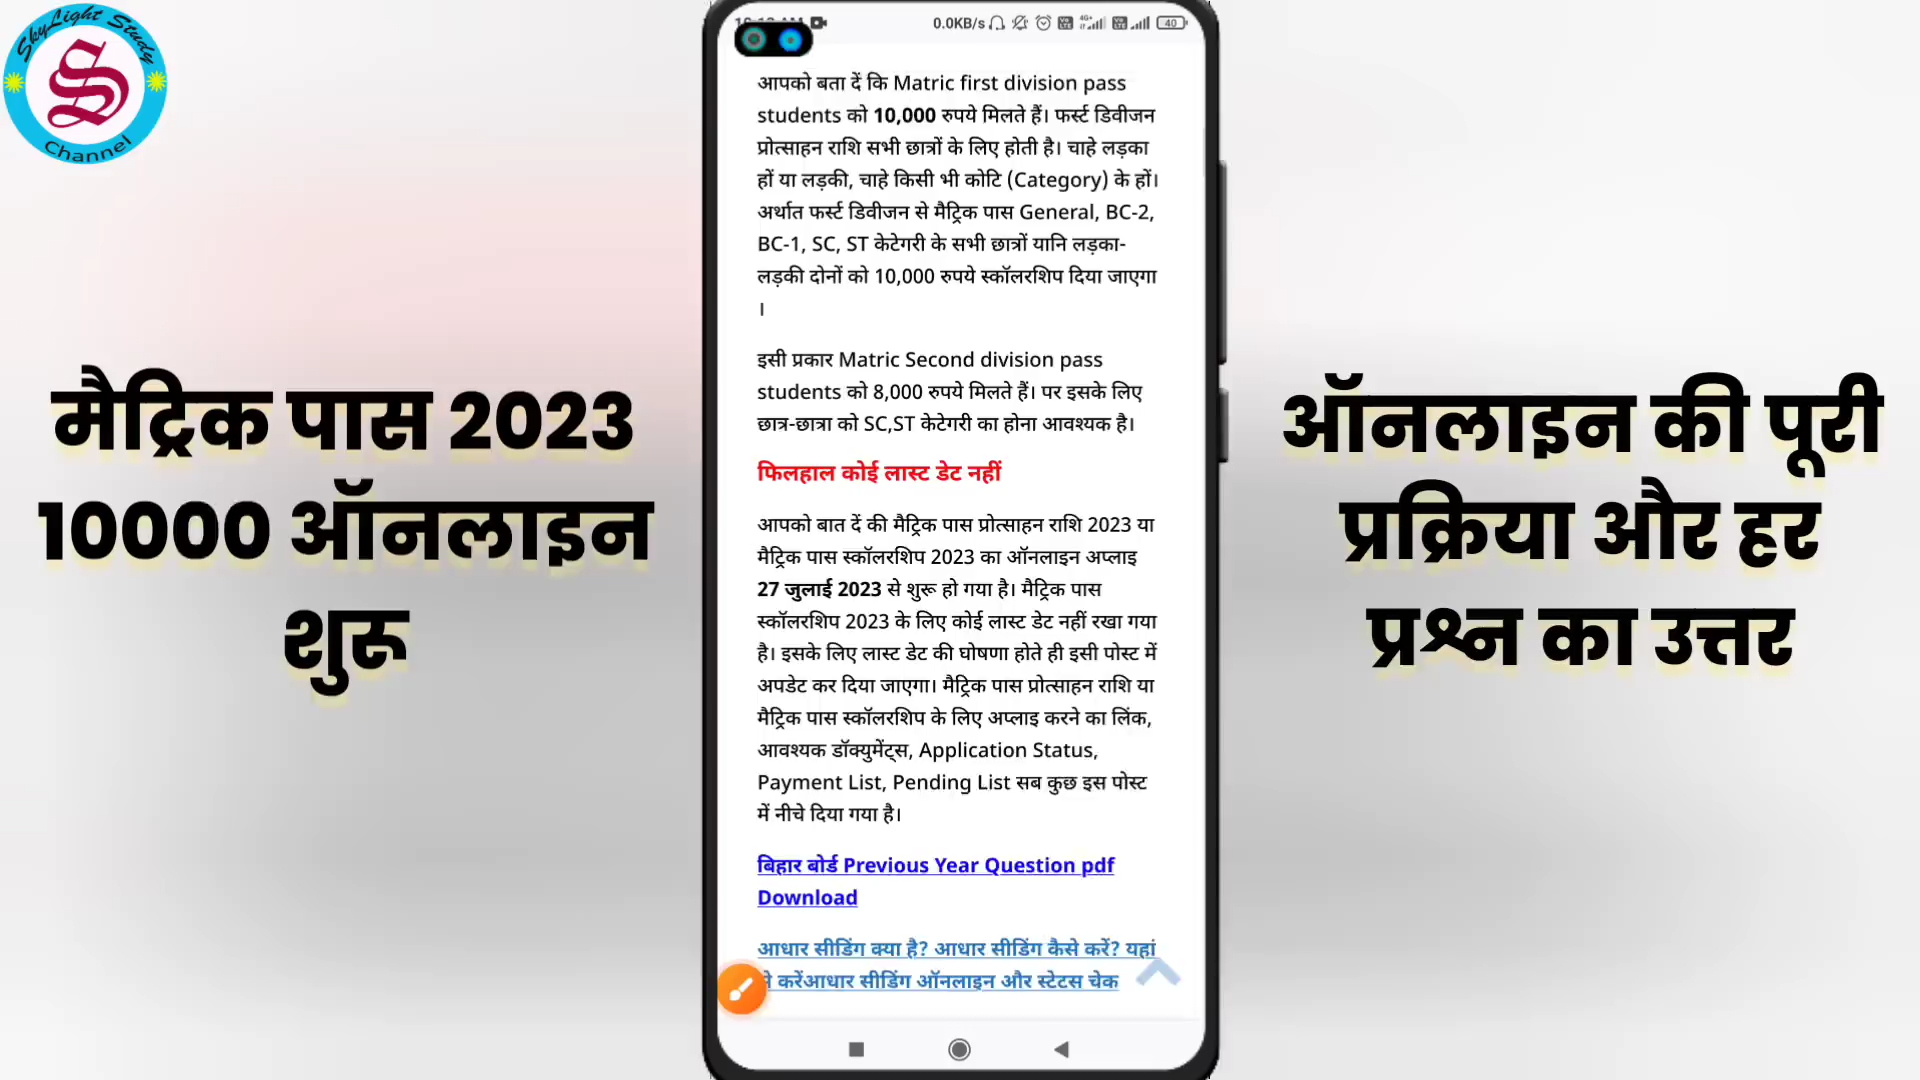 SkyLight Study
S
Channel
मैट्रिक पास 2023
10000 ऑनलाइन
शुरू
0.0KB/s
40
आपको बता दें कि Matric first division pass
students को 10,000 रुपये मिलते हैं। फर्स्ट डिवीजन
प्रोत्साहन राशि सभी छात्रों के लिए होती है। चाहे लड़का
हों या लड़की, चाहे किसी भी कोटि (Category) के हों।
अर्थात फर्स्ट डिवीजन से मैट्रिक पास General, BC-2,
BC-1, SC, ST केटेगरी के सभी छात्रों यानि लड़का-
लड़की दोनों को 10,000 रुपये स्कॉलरशिप दिया जाएगा
।
इसी प्रकार Matric Second division pass
students को 8,000 रुपये मिलते हैं। पर इसके लिए
छात्र-छात्रा को SC,ST केटेगरी का होना आवश्यक है।
फिलहाल कोई लास्ट डेट नहीं
आपको बात दें की मैट्रिक पास प्रोत्साहन राशि 2023 या
मैट्रिक पास स्कॉलरशिप 2023 का ऑनलाइन अप्लाइ
27 जुलाई 2023 से शुरू हो गया है। मैट्रिक पास
स्कॉलरशिप 2023 के लिए कोई लास्ट डेट नहीं रखा गया
है। इसके लिए लास्ट डेट की घोषणा होते ही इसी पोस्ट में
अपडेट कर दिया जाएगा। मैट्रिक पास प्रोत्साहन राशि या
मैट्रिक पास स्कॉलरशिप के लिए अप्लाइ करने का लिंक,
आवश्यक डॉक्युमेंट्स, Application Status,
Payment List, Pending List सब कुछ इस पोस्ट
में नीचे दिया गया है।
बिहार बोर्ड Previous Year Question pdf
Download
आधार सीडिंग क्या है? आधार सीडिंग कैसे करें? यहां
करेंआधार सीडिंग ऑनलाइन और स्टेटस चेक
ऑनलाइन की पूरी
प्रक्रिया और हर
प्रश्न का उत्तर